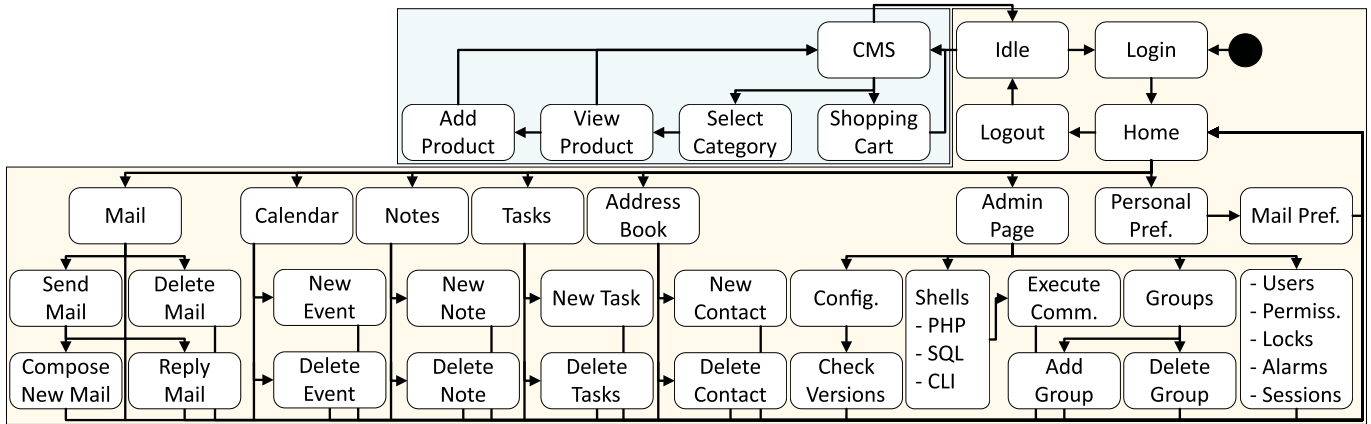 CMS
Idle
Login
Add
Product
View
Product
Select
Category
Shopping
Cart
Logout
Home
Mail
Calendar
Notes
Tasks
Address
Book
Admin
Page
Personal
Pref.
Mail Pref.
Send
Mail
Delete
Mail
New
Event
New
Note
New Task
New
Contact
Config.
Shells
- PHP
- SQL
- CLI
Execute
Comm.
Groups
- Users
- Permiss.
- Locks
- Alarms
- Sessions
Compose
New Mail
Reply
Mail
Delete
Event
Delete
Note
Delete
Tasks
Delete
Contact
Check
Versions
Add
Group
Delete
Group